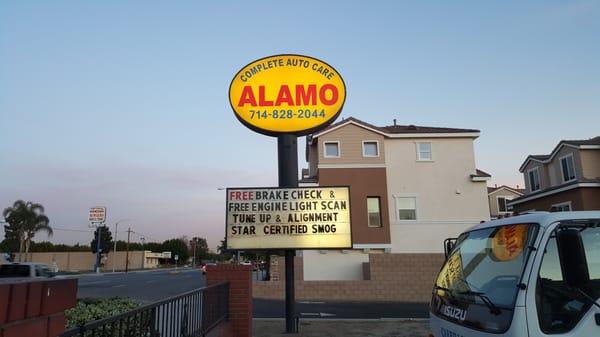 COMPLETE AUTO CARE
ALAMO
714-828-2044
FREE BRAKE CHECK &
FREE ENGINE LIGHT SCAN
TUNE UP & ALIGNMENT
STAR CERTIFIED SMOG
ISUZU